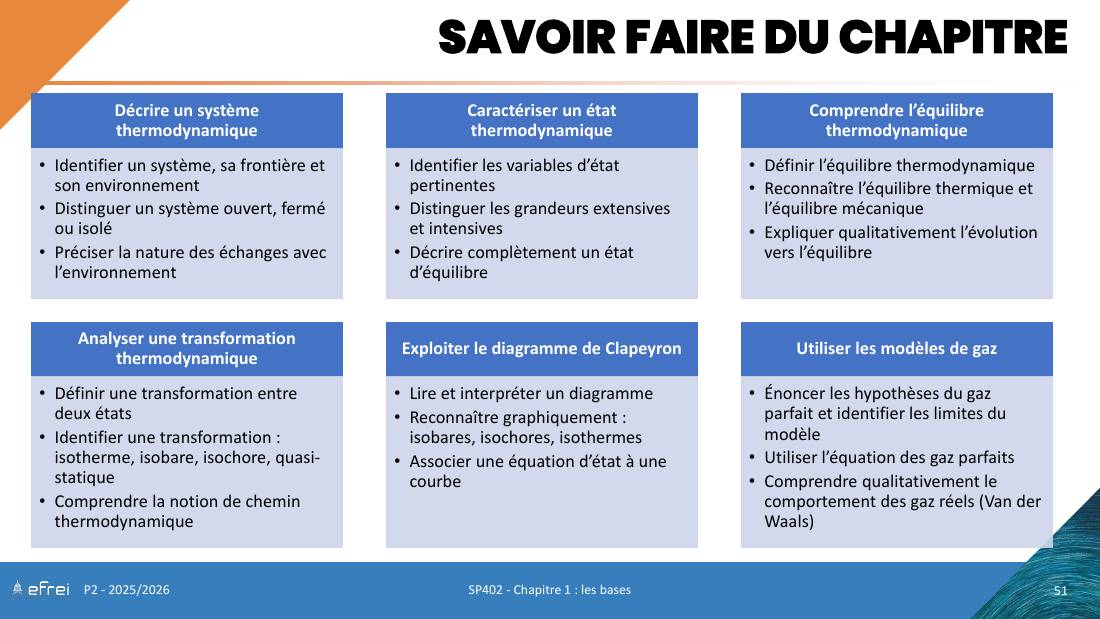 SAVOIR FAIRE DU CHAPITRE
Décrire un système
thermodynamique
• Identifier un système, sa frontière et
son environnement
• Distinguer un système ouvert, fermé
ou isolé
• Préciser la nature des échanges avec
l’environnement
Caractériser un état
thermodynamique
• Identifier les variables d’état
pertinentes
• Distinguer les grandeurs extensives
et intensives
• Décrire complètement un état
d’équilibre
Comprendre l’équilibre
thermodynamique
• Définir l’équilibre thermodynamique
• Reconnaître l’équilibre thermique et
l’équilibre mécanique
• Expliquer qualitativement l’évolution
vers l’équilibre
Analyser une transformation
thermodynamique
• Définir une transformation entre
deux états
• Identifier une transformation :
isotherme, isobare, isochore, quasi-
statique
• Comprendre la notion de chemin
thermodynamique
Exploiter le diagramme de Clapeyron
• Lire et interpréter un diagramme
• Reconnaître graphiquement :
isobares, isochores, isothermes
• Associer une équation d’état à une
courbe
Utiliser les modèles de gaz
• Énoncer les hypothèses du gaz
parfait et identifier les limites du
modèle
• Utiliser l’équation des gaz parfaits
• Comprendre qualitativement le
comportement des gaz réels (Van der
Waals)
efrei P2 - 2025/2026
SP402 - Chapitre 1 : les bases
51